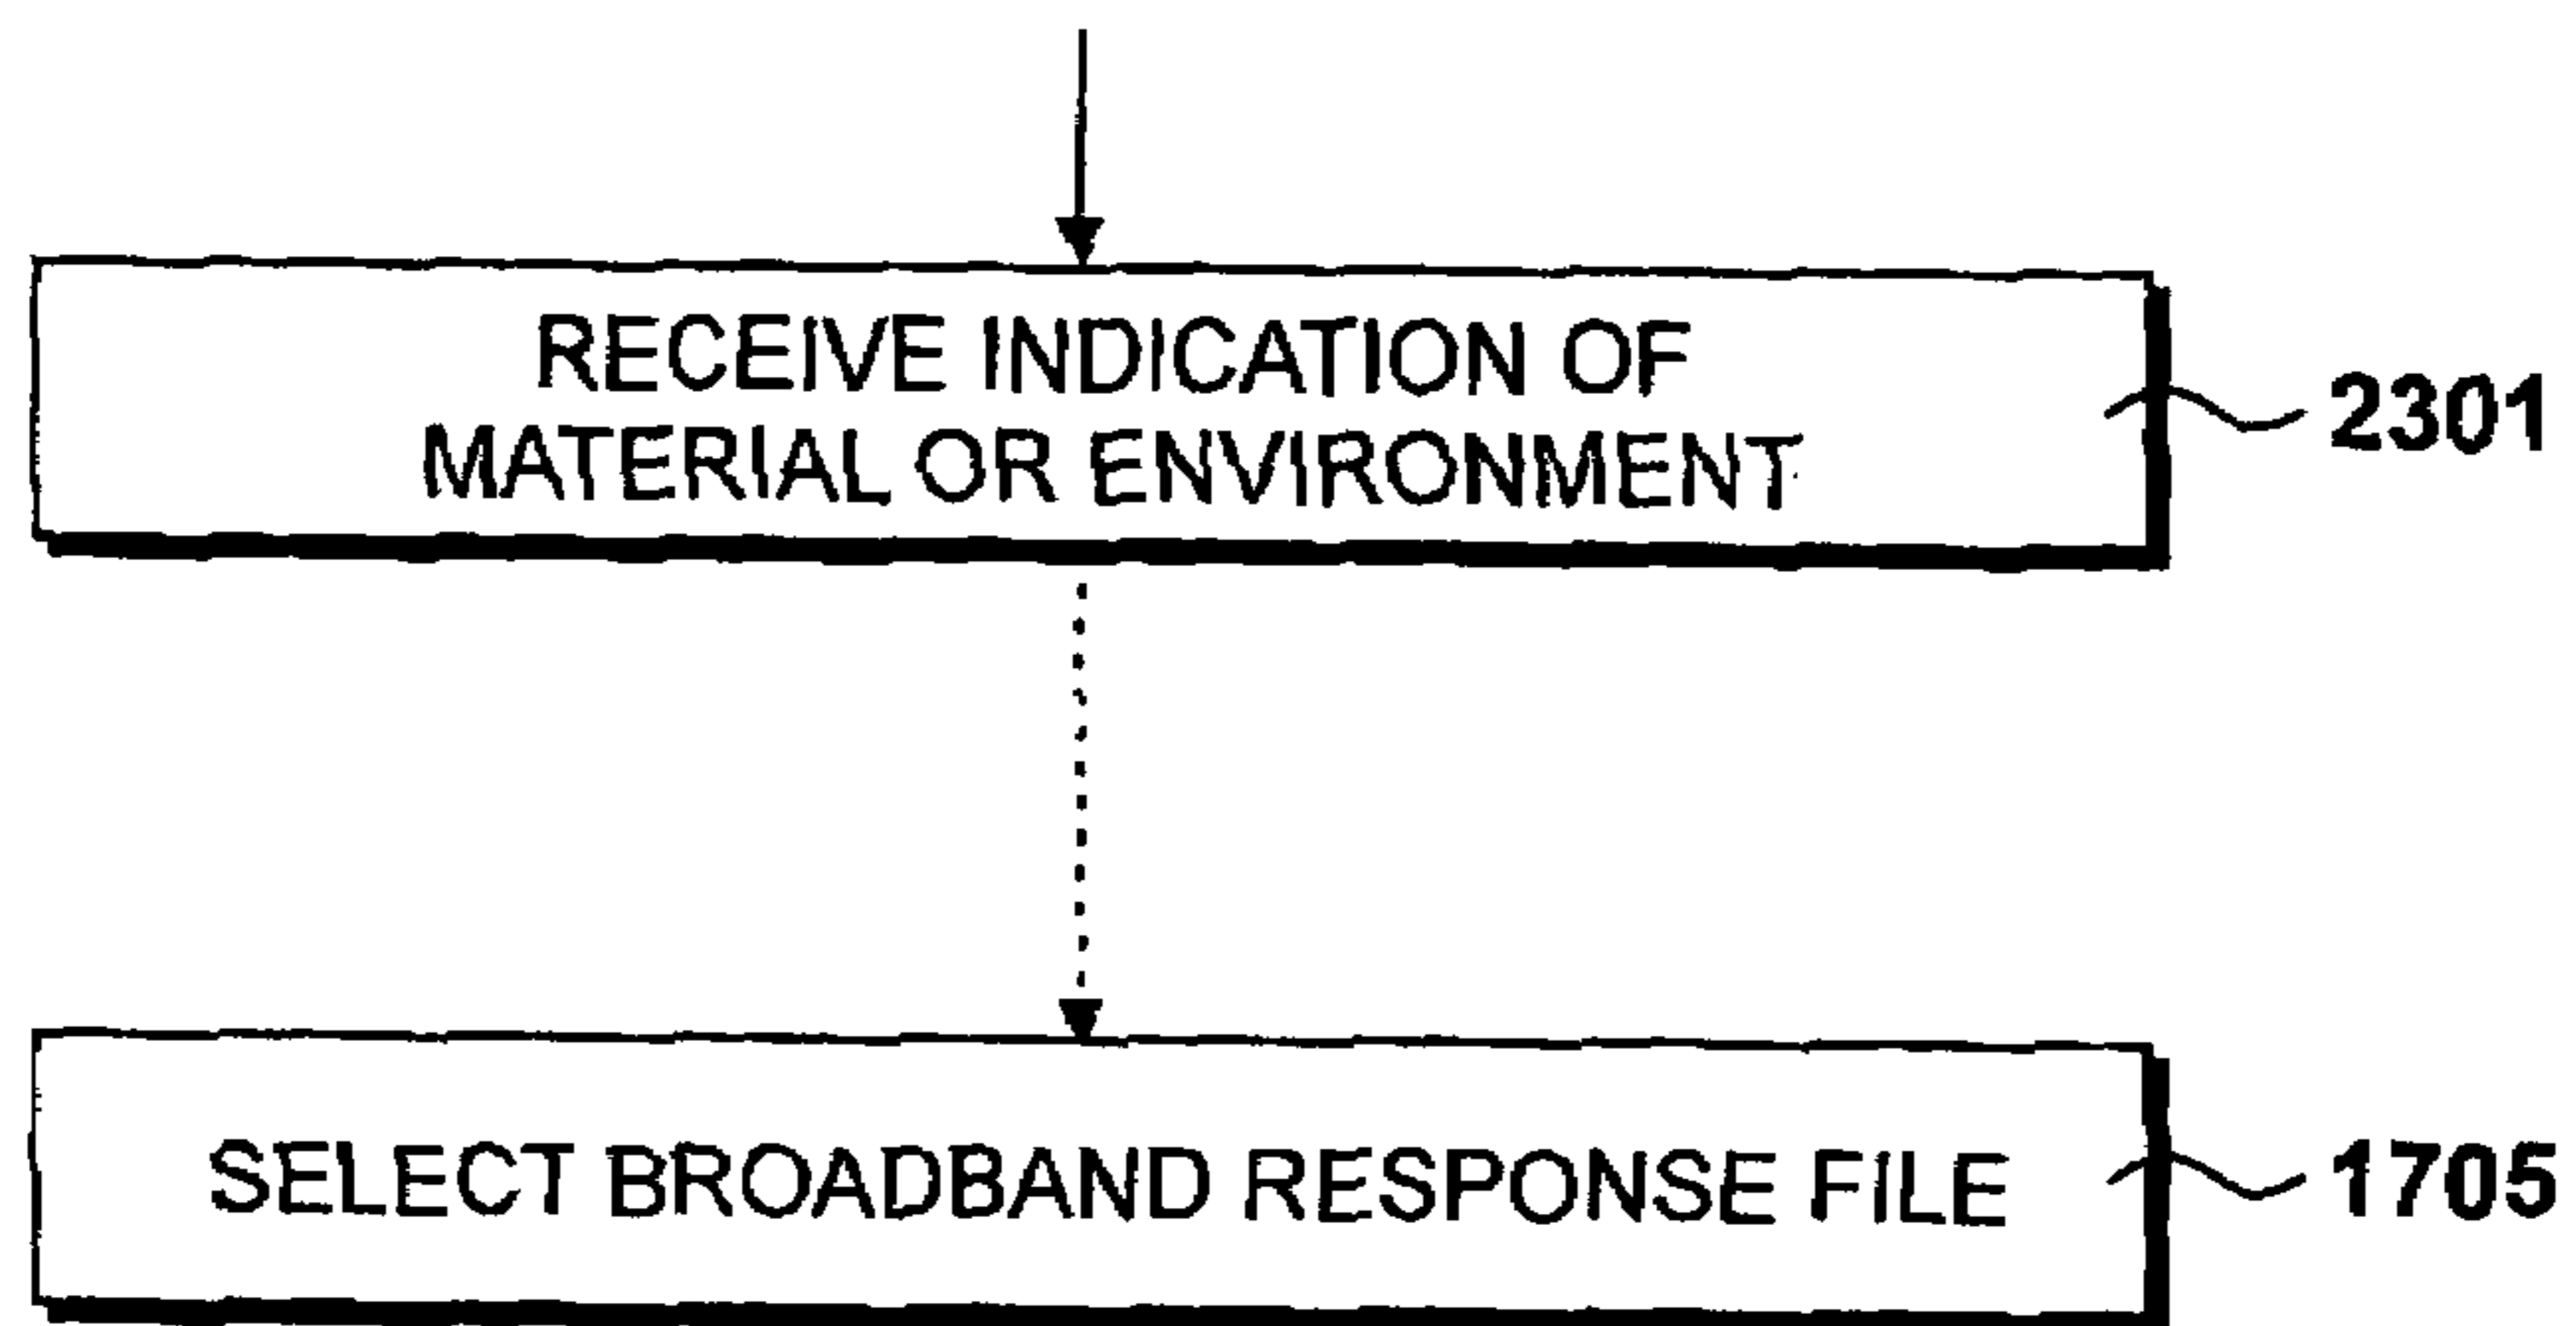 RECEIVE INDICATION OF
MATERIAL OR ENVIRONMENT
2301
SELECT BROADBAND RESPONSE FILE
1705